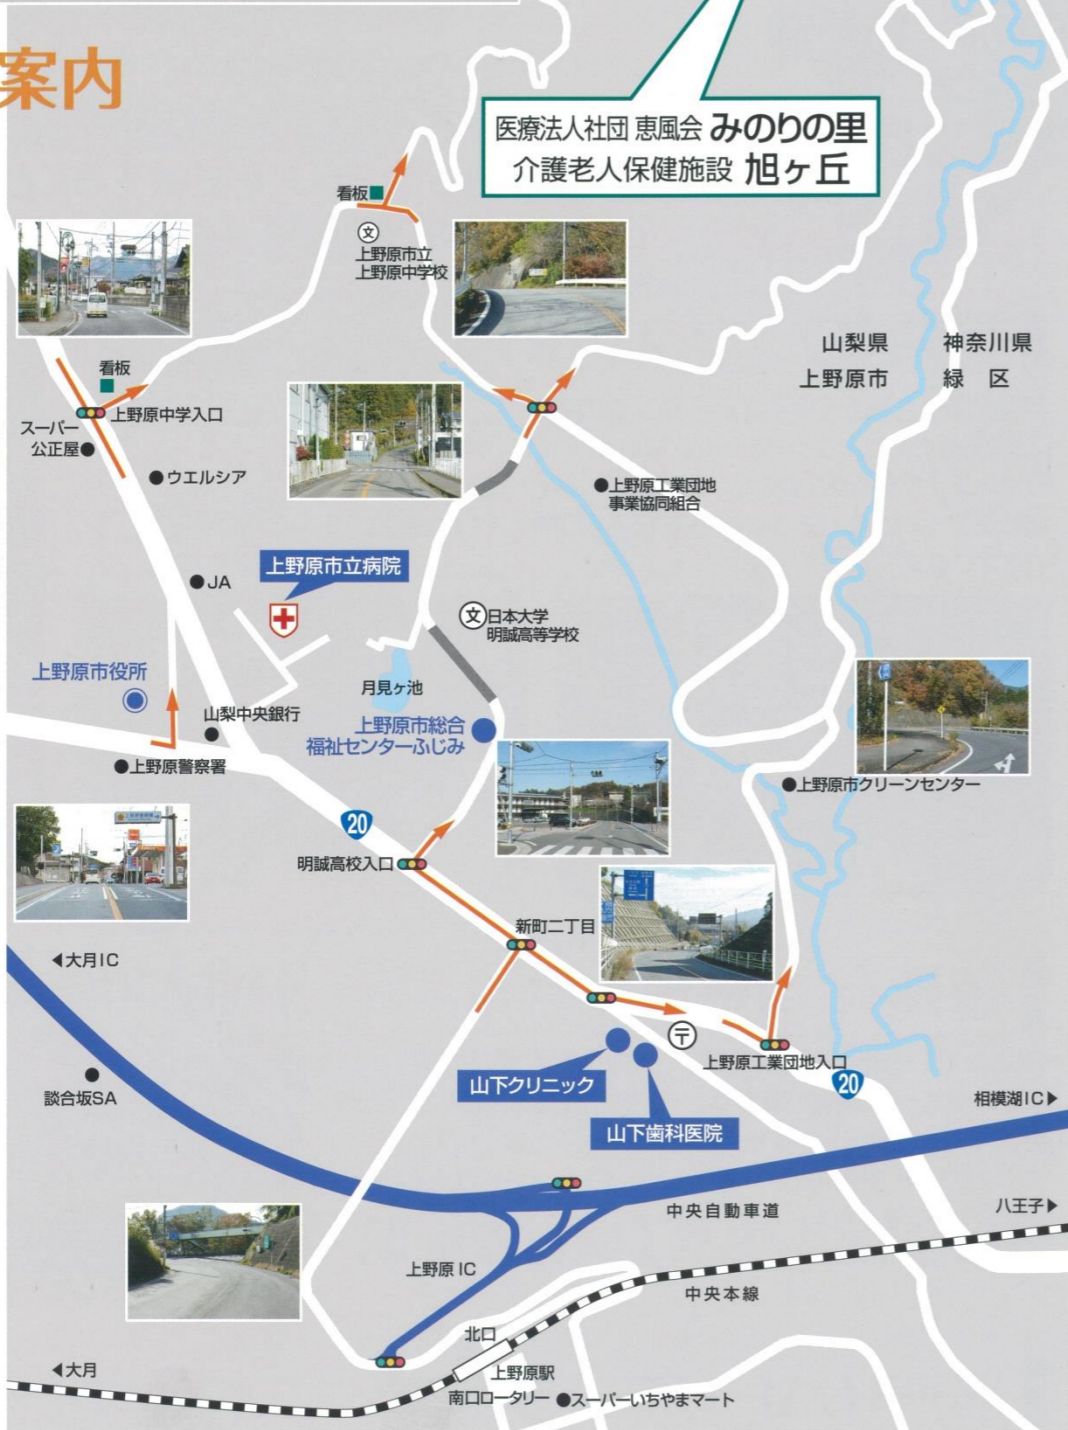 案内
医療法人社団 恵風会 みのりの里
介護老人保健施設 旭ヶ丘
看板
文
上野原市立
上野原中学校
山梨県
上野原市
神奈川県
緑 区
看板
上野原中学入口
スーパー
公正屋
ウエルシア
上野原工業団地
事業協同組合
上野原市立病院
JA
文
日本大学
明誠高等学校
上野原市役所
月見ヶ池
山梨中央銀行
上野原市総合
福祉センターふじみ
上野原警察署
上野原市クリーンセンター
20
明誠高校入口
新町二丁目
◀大月IC
〒
上野原工業団地入口
山下クリニック
20
談合坂SA
相模湖IC▶
山下歯科医院
中央自動車道
八王子▶
上野原IC
中央本線
北口
◀大月
上野原駅
南口ロータリー
スーパーいちやまマート